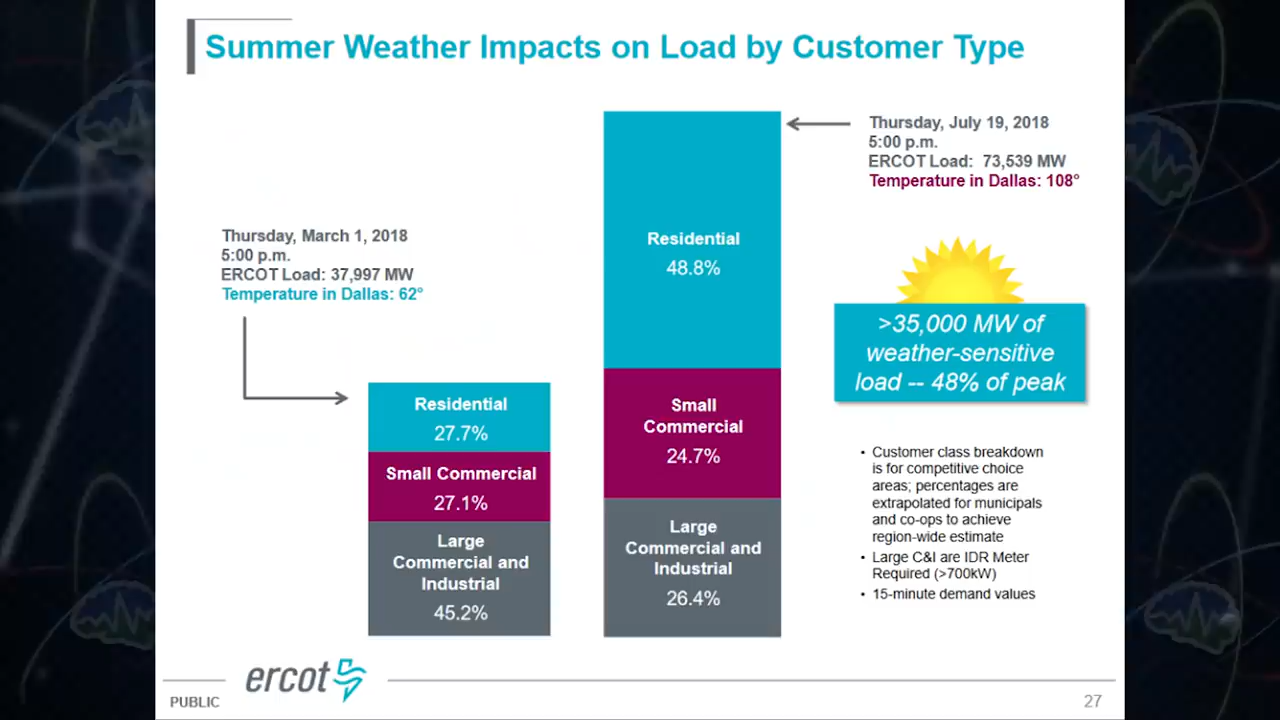 Summer Weather Impacts on Load by Customer Type
Thursday, March 1, 2018
5:00 p.m.
ERCOT Load: 37,997 MW
Temperature in Dallas: 62°
Residential
27.7%
Small Commercial
27.1%
Large
Commercial and
Industrial
45.2%
Residential
48.8%
Small
Commercial
24.7%
Large
Commercial and
Industrial
26.4%
Thursday, July 19, 2018
5:00 p.m.
ERCOT Load: 73,539 MW
Temperature in Dallas: 108°
>35,000 MW of
weather-sensitive
load -- 48% of peak
• Customer class breakdown
is for competitive choice
areas; percentages are
extrapolated for municipals
and co-ops to achieve
region-wide estimate
• Large C&I are IDR Meter
Required (>700kW)
• 15-minute demand values
ercot
PUBLIC
27